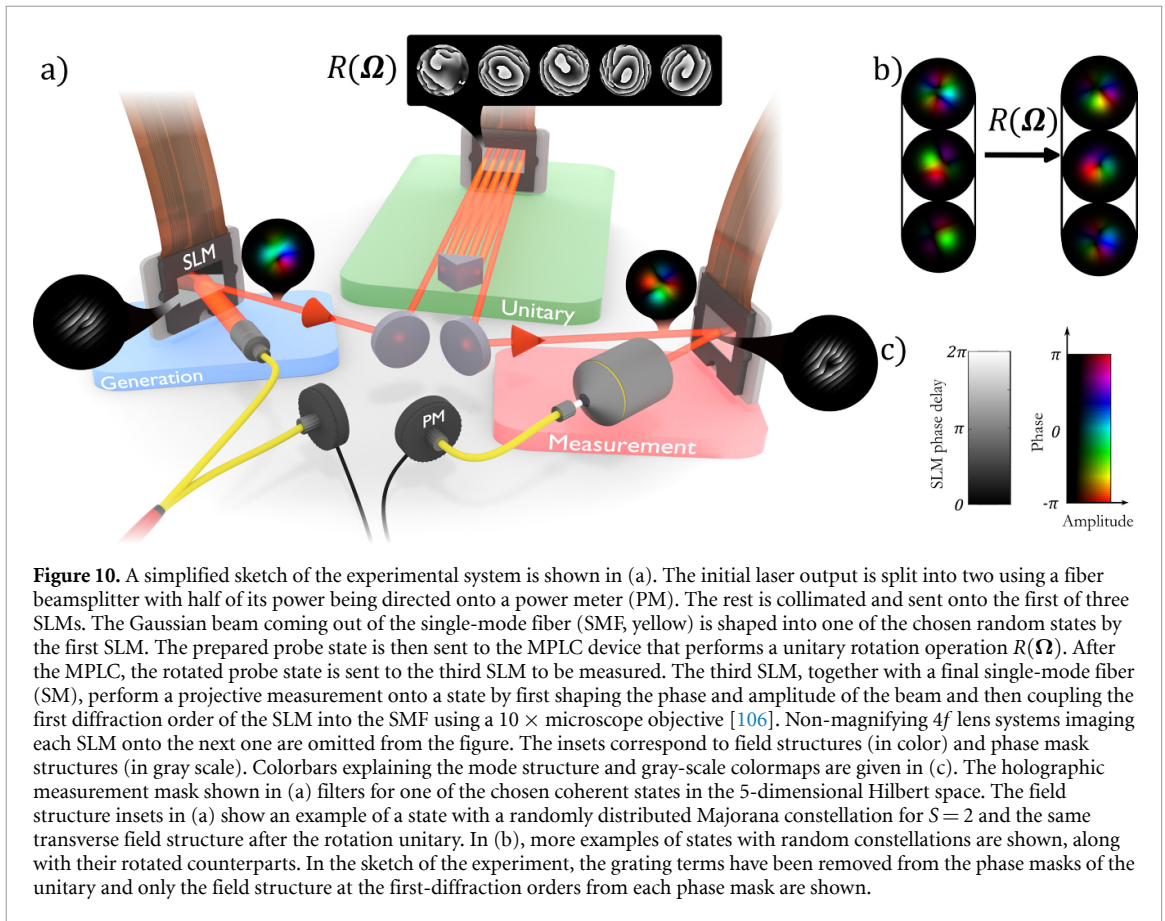 a)
R(Ω)
b)
R(Ω)
SLM
Unitary
Generation
c)
PM
Measurement
2π
π
0
SLM phase delay
π
0
-π
Phase
Amplitude
Figure 10. A simplified sketch of the experimental system is shown in (a). The initial laser output is split into two using a fiber
beamsplitter with half of its power being directed onto a power meter (PM). The rest is collimated and sent onto the first of three
SLMs. The Gaussian beam coming out of the single-mode fiber (SMF, yellow) is shaped into one of the chosen random states by
the first SLM. The prepared probe state is then sent to the MPLC device that performs a unitary rotation operation R(Ω). After
the MPLC, the rotated probe state is sent to the third SLM to be measured. The third SLM, together with a final single-mode fiber
(SM), perform a projective measurement onto a state by first shaping the phase and amplitude of the beam and then coupling the
first diffraction order of the SLM into the SMF using a 10 × microscope objective [106]. Non-magnifying 4f lens systems imaging
each SLM onto the next one are omitted from the figure. The insets correspond to field structures (in color) and phase mask
structures (in gray scale). Colorbars explaining the mode structure and gray-scale colormaps are given in (c). The holographic
measurement mask shown in (a) filters for one of the chosen coherent states in the 5-dimensional Hilbert space. The field
structure insets in (a) show an example of a state with a randomly distributed Majorana constellation for S = 2 and the same
transverse field structure after the rotation unitary. In (b), more examples of states with random constellations are shown, along
with their rotated counterparts. In the sketch of the experiment, the grating terms have been removed from the phase masks of the
unitary and only the field structure at the first-diffraction orders from each phase mask are shown.